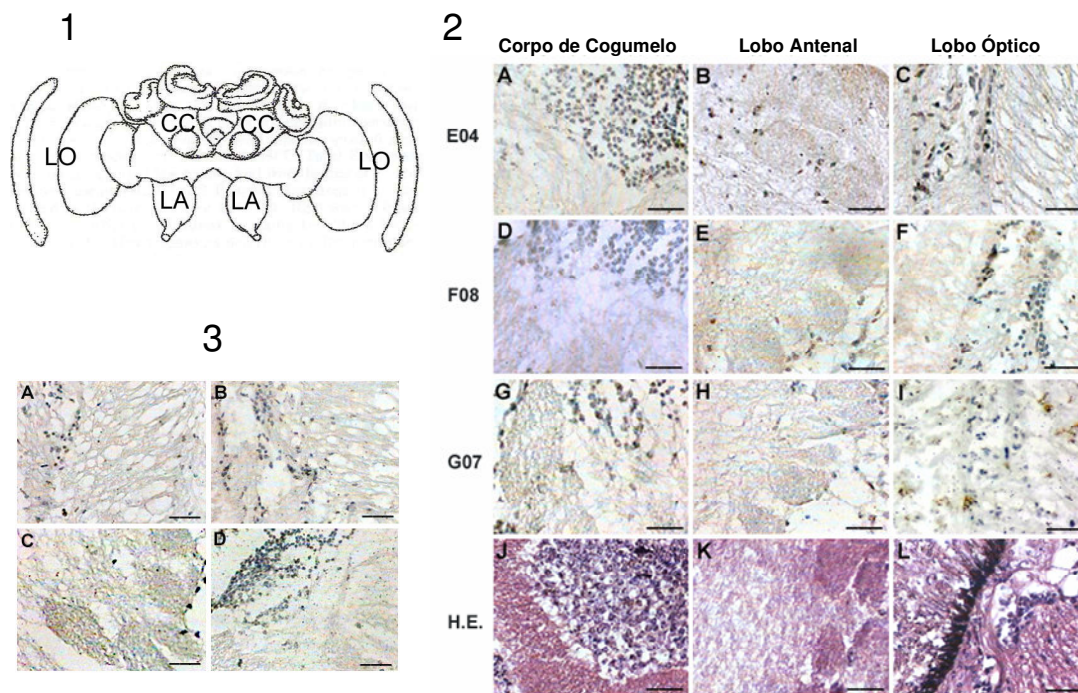 1
CC CC
LO LO
LA LA
2
Corpo de Cogumelo Lobo Antenal Lobo Óptico
A B C
E04
D E F
F08
G H I
G07
J K L
H.E.
3
A B
C D